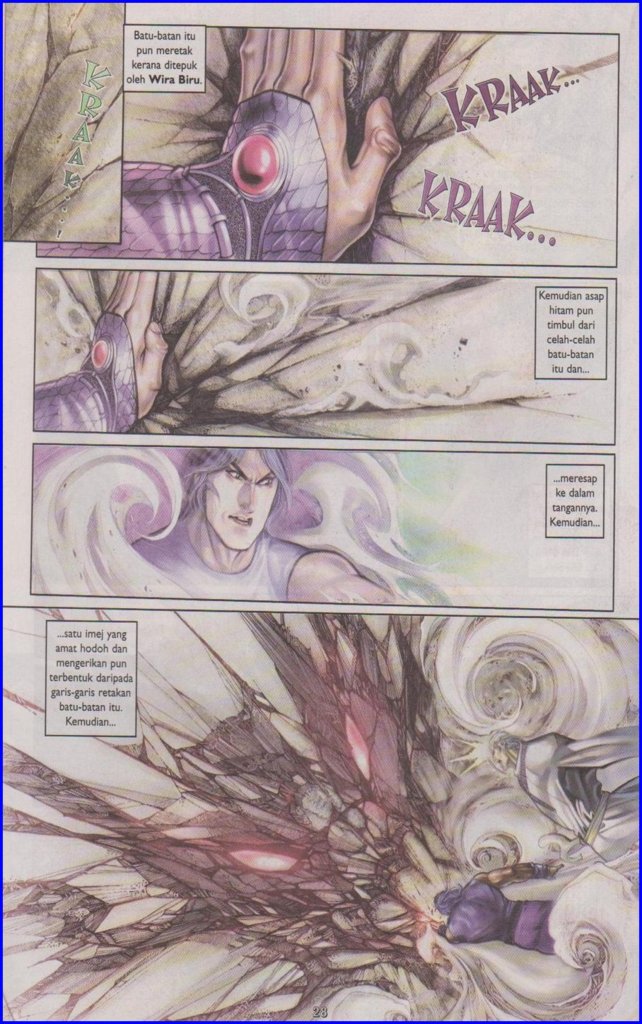 KRAAK...
Batu-batan itu
pun meretak
kerana ditepuk
oleh Wira Biru.
KRAAK...
KRAAK...
Kemudian asap
hitam pun
timbul dari
celah-celah
batu-batan
itu dan...
...meresap
ke dalam
tangannya.
Kemudian...
...satu imej yang
amat hodoh dan
mengerikan pun
terbentuk daripada
garis-garis retakan
batu-batan itu.
Kemudian...
28